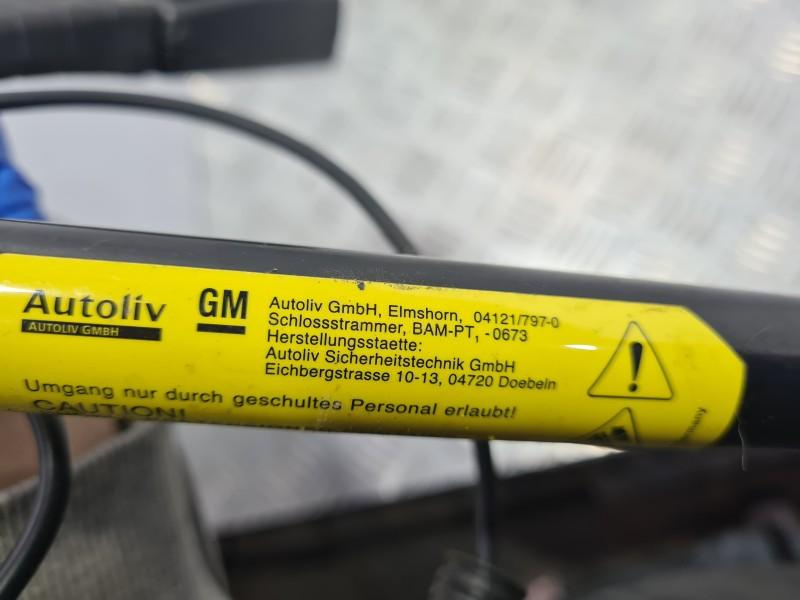 Autoliv
AUTOLIV GMBH
GM
Autoliv GmbH, Elmshorn, 04121/797-0
Schlossstrammer, BAM-PT, -0673
Herstellungsstaette:
Autoliv Sicherheitstechnik GmbH
Eichbergstrasse 10-13, 04720 Doebeln
Umgang nur durch geschultes Personal erlaubt!
CAUTION!